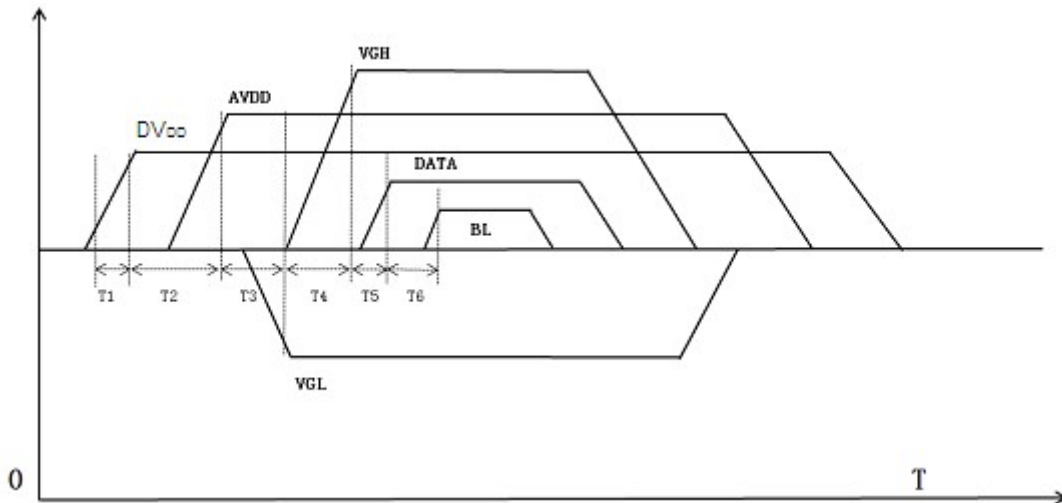 VGH
AVDD
DVDD
DATA
BL
T1 T2 T3 T4 T5 T6
VGL
0 T